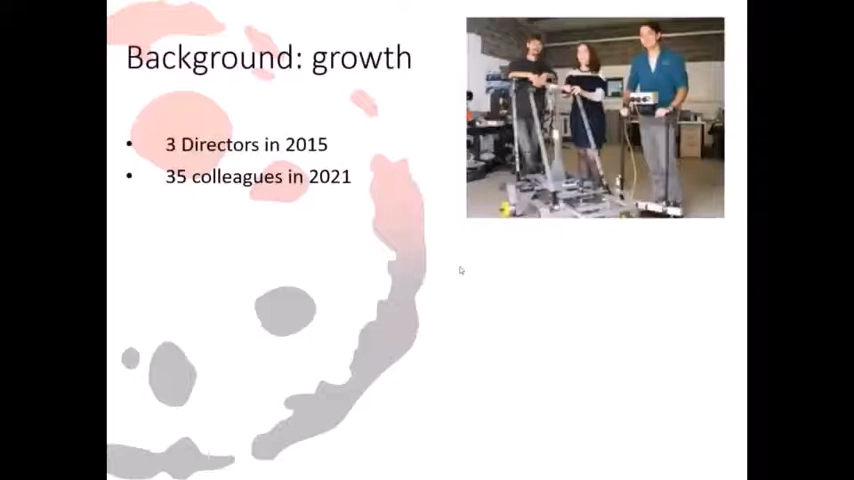 Background: growth
• 3 Directors in 2015
• 35 colleagues in 2021